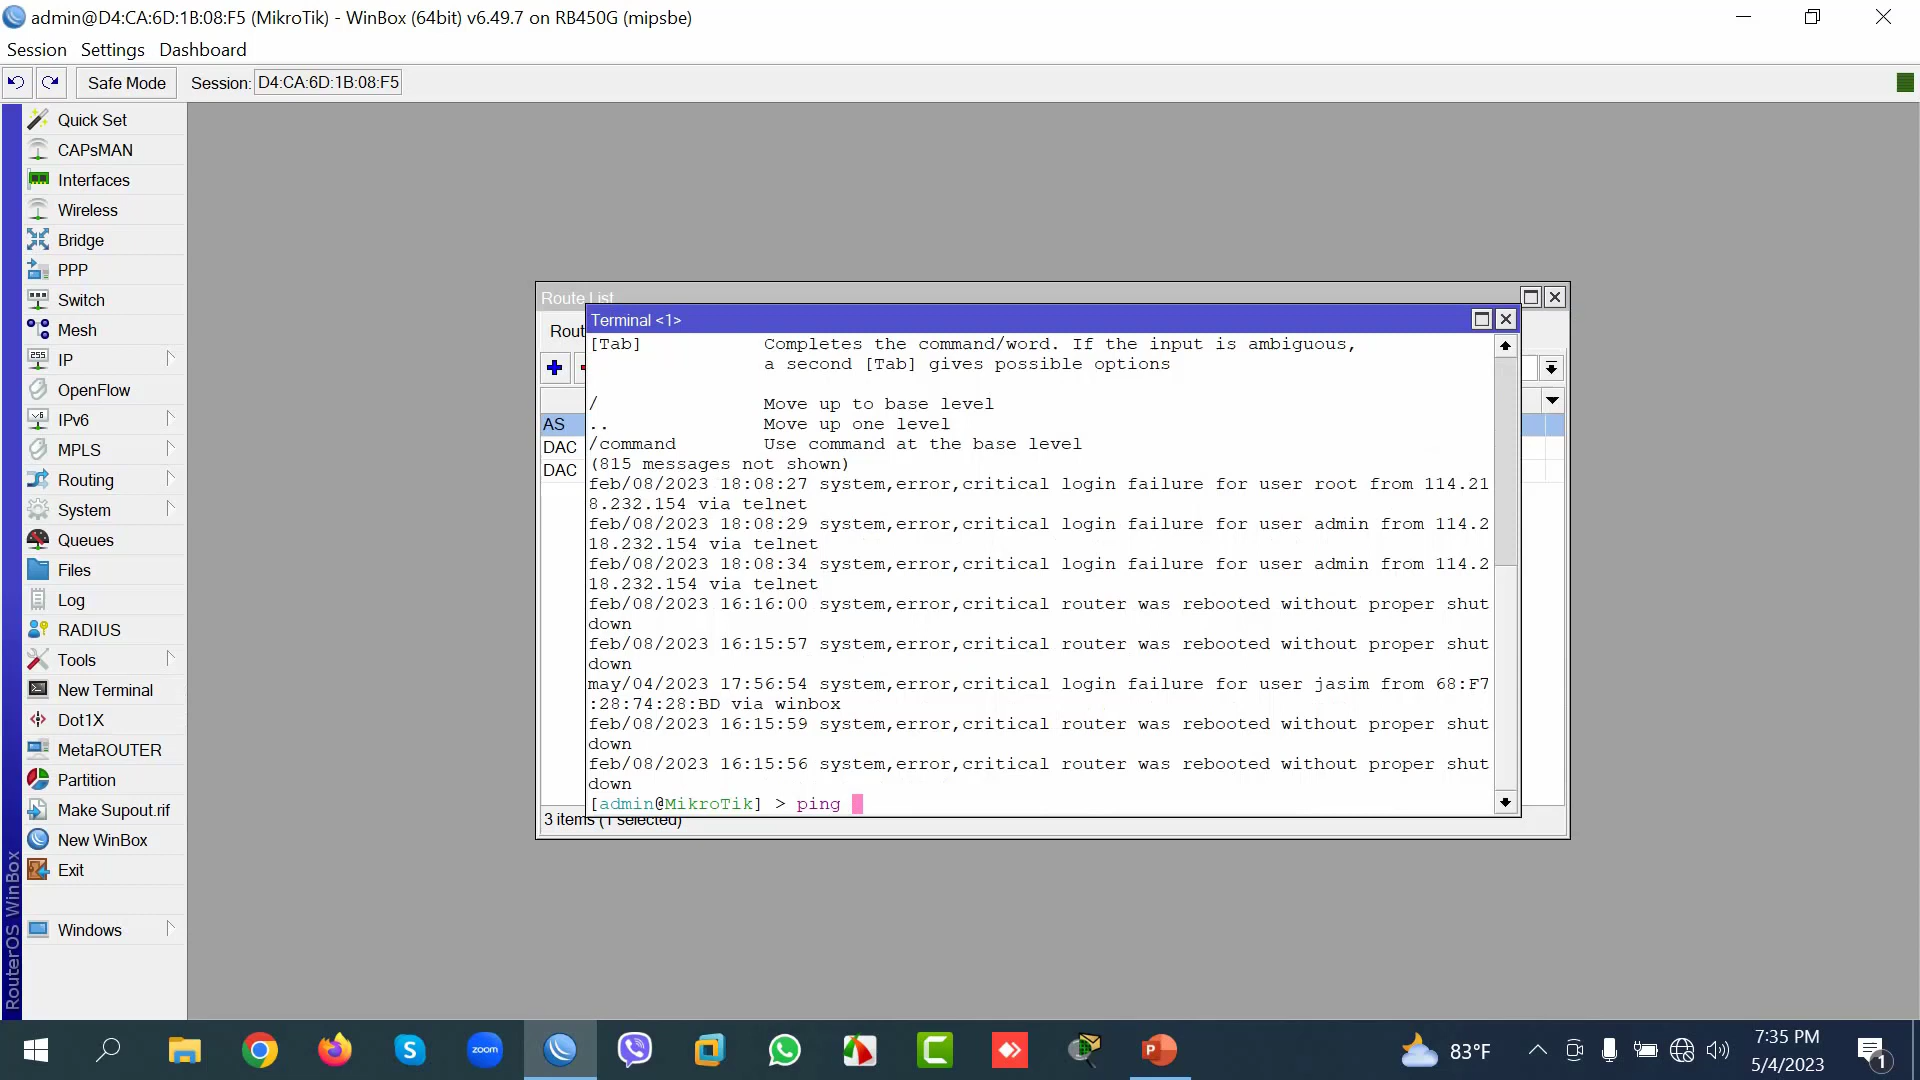 admin@D4:CA:6D:1B:08:F5 (MikroTik) - WinBox (64bit) v6.49.7 on RB450G (mipsbe)
Session Settings Dashboard
Safe Mode Session: D4:CA:6D:1B:08:F5
Quick Set
CAPsMAN
Interfaces
Wireless
Bridge
PPP
Switch
Mesh
IP
OpenFlow
IPv6
MPLS
Routing
System
Queues
Files
Log
RADIUS
Tools
New Terminal
Dot1X
MetaROUTER
Partition
Make Supout.rif
New WinBox
Exit
Windows
RouterOS WinBox
Route List
Rout
AS
DAC
DAC
3 items (1 selected)
Terminal <1>
[Tab] Completes the command/word. If the input is ambiguous,
a second [Tab] gives possible options
/ Move up to base level
.. Move up one level
/command Use command at the base level
(815 messages not shown)
feb/08/2023 18:08:27 system,error,critical login failure for user root from 114.21
8.232.154 via telnet
feb/08/2023 18:08:29 system,error,critical login failure for user admin from 114.2
18.232.154 via telnet
feb/08/2023 18:08:34 system,error,critical login failure for user admin from 114.2
18.232.154 via telnet
feb/08/2023 16:16:00 system,error,critical router was rebooted without proper shut
down
feb/08/2023 16:15:57 system,error,critical router was rebooted without proper shut
down
may/04/2023 17:56:54 system,error,critical login failure for user jasim from 68:F7
:28:74:28:BD via winbox
feb/08/2023 16:15:59 system,error,critical router was rebooted without proper shut
down
feb/08/2023 16:15:56 system,error,critical router was rebooted without proper shut
down
[admin@MikroTik] > ping
zoom
83°F
7:35 PM
5/4/2023
1